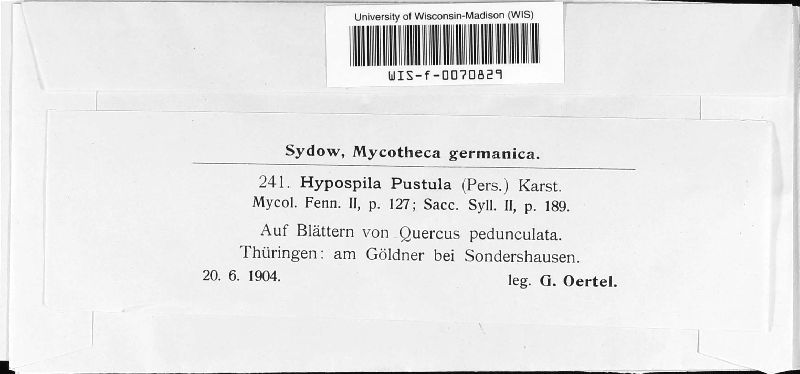 University of Wisconsin-Madison (WIS)
WIS-f-0070829
Sydow, Mycotheca germanica.
241. Hypospila Pustula (Pers.) Karst.
Mycol. Fenn. II, p. 127; Sacc. Syll. II, p. 189.
Auf Blättern von Quercus pedunculata.
Thüringen: am Göldner bei Sondershausen.
20. 6. 1904. leg. G. Oertel.